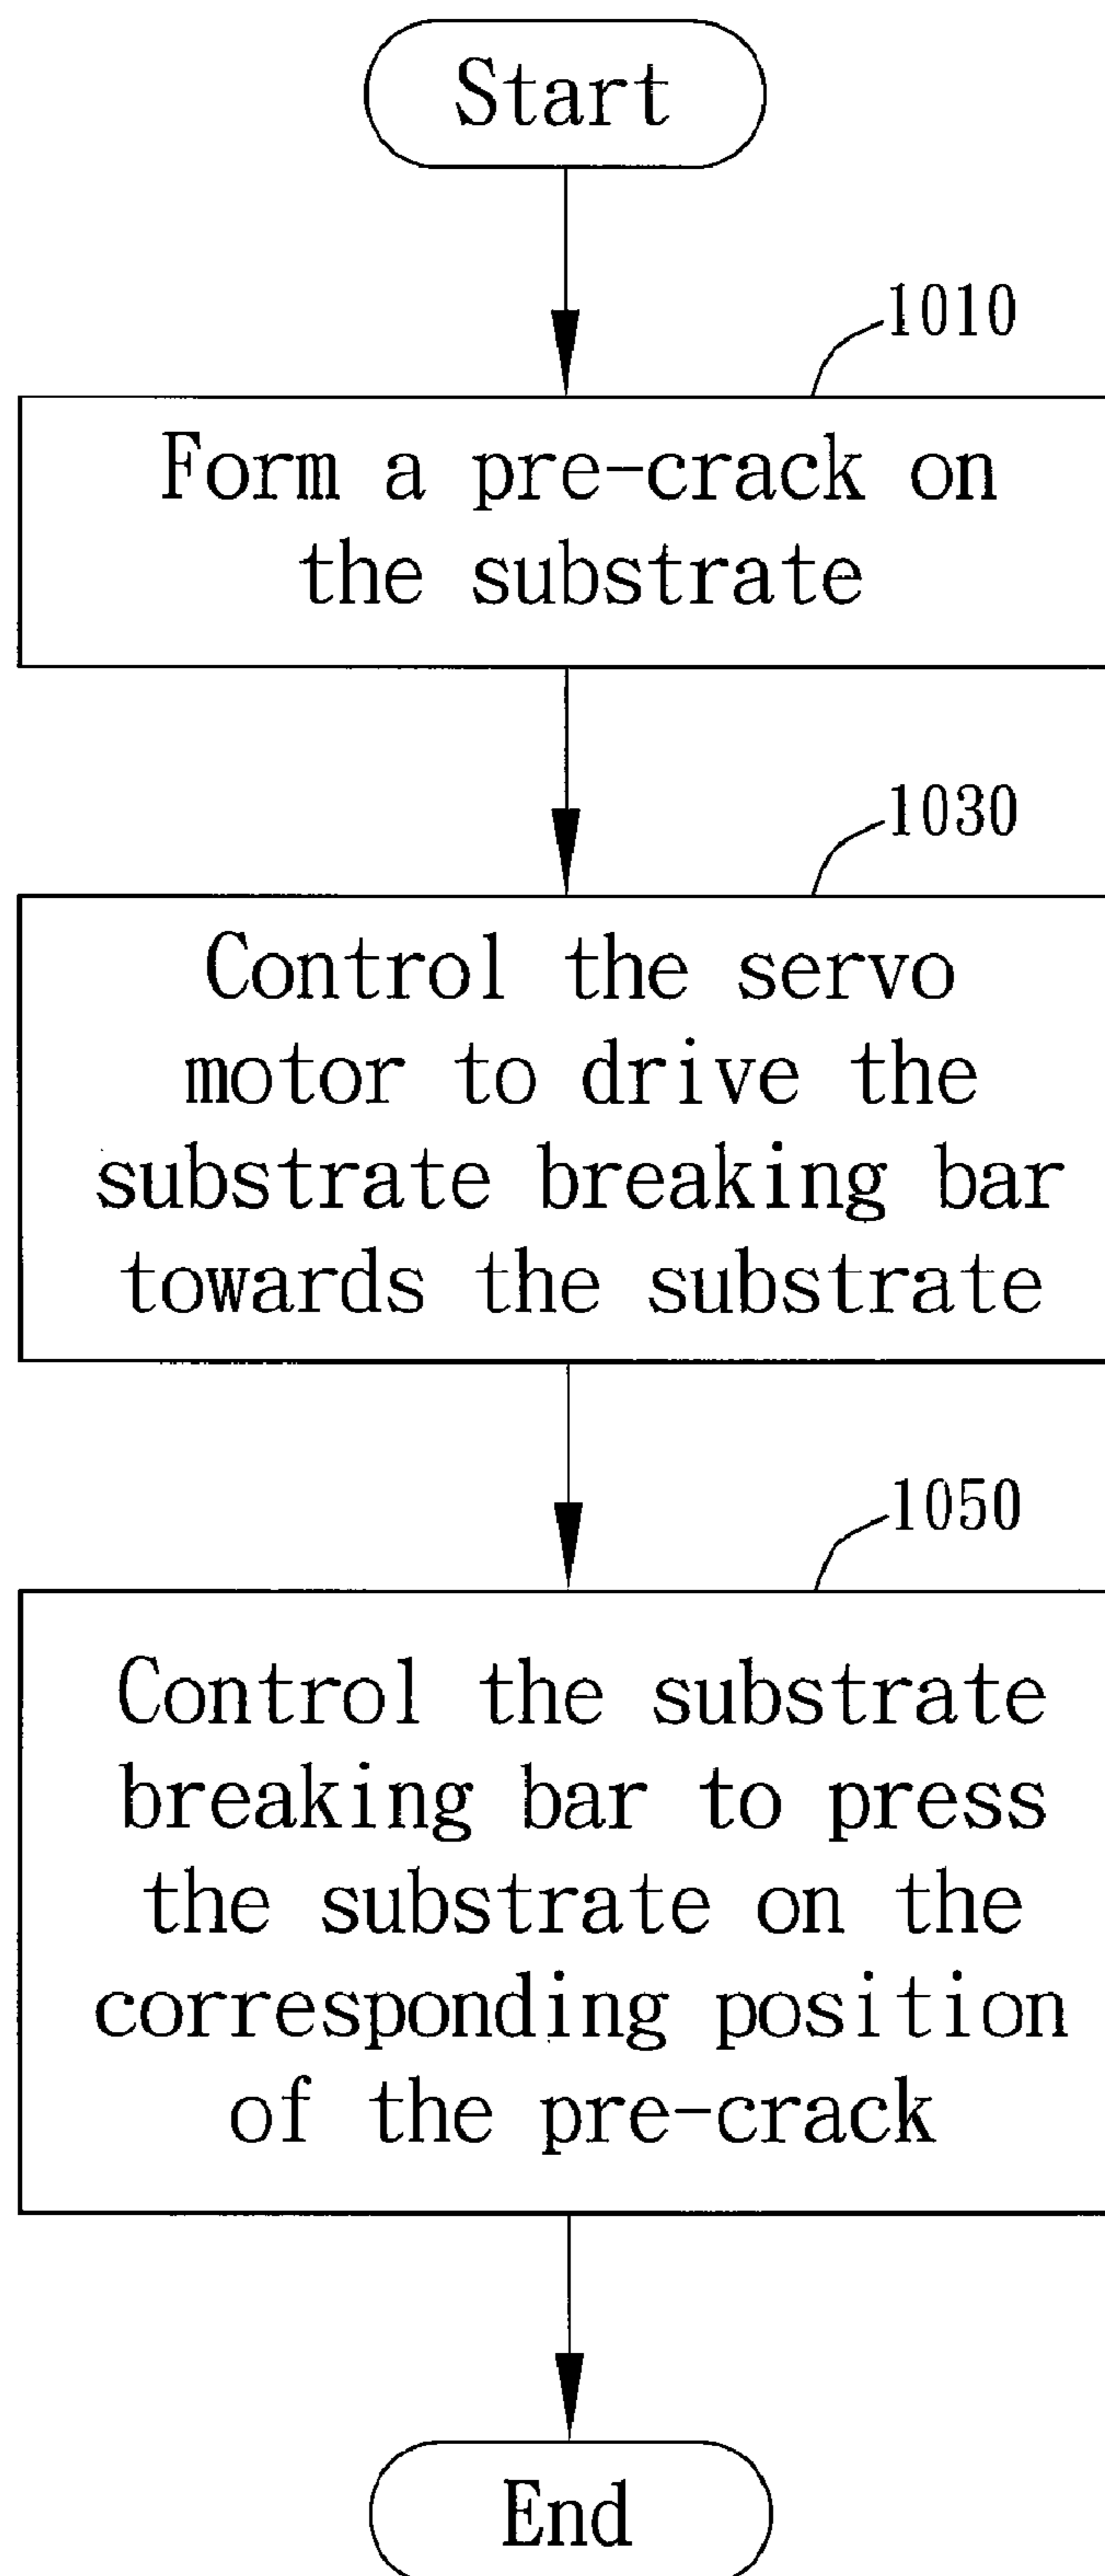 Start
1010
Form a pre-crack on
the substrate
1030
Control the servo
motor to drive the
substrate breaking bar
towards the substrate
1050
Control the substrate
breaking bar to press
the substrate on the
corresponding position
of the pre-crack
End